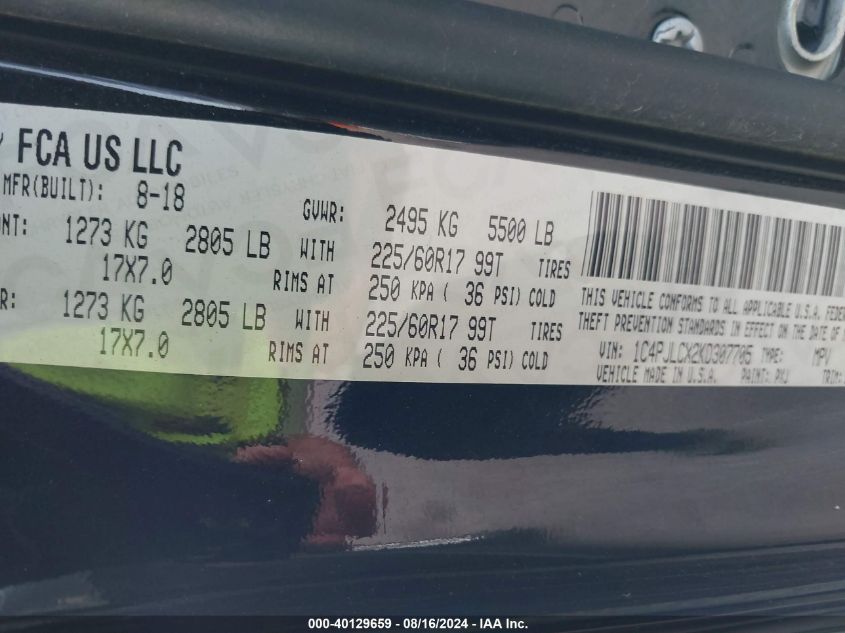 FCA US LLC
MFR(BUILT): 8-18 GVWR: 2495 KG 5500 LB
NT: 1273 KG 2805 LB WITH 225/60R17 99T TIRES
17X7.0 RIMS AT 250 KPA ( 36 PSI) COLD
R: 1273 KG 2805 LB WITH 225/60R17 99T TIRES
17X7.0 RIMS AT 250 KPA ( 36 PSI) COLD
THIS VEHICLE CONFORMS TO ALL APPLICABLE U.S.A. FEDER
THEFT PREVENTION STANDARDS IN EFFECT ON THE DATE OF
VIN: 1C4PJLCX2KD307705 TYPE: MPV
VEHICLE MADE IN U.S.A. PAINT: PXJ TRIM:
000-40129659 - 08/16/2024 - IAA Inc.